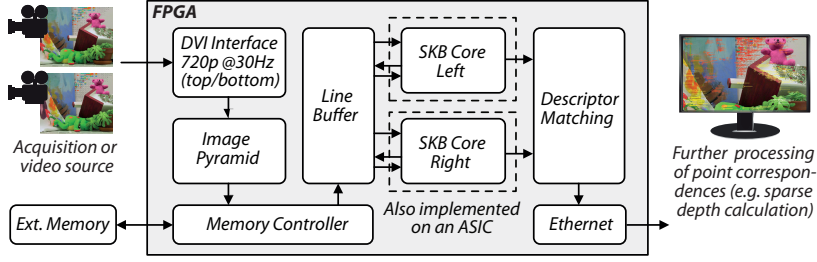 FPGA
DVI Interface
720p @30Hz
(top/bottom)
Line
Buffer
SKB Core
Left
Descriptor
Matching
Image
Pyramid
SKB Core
Right
Acquisition or
video source
Further processing
of point correspon-
dences (e.g. sparse
depth calculation)
Ext. Memory
Memory Controller
Also implemented
on an ASIC
Ethernet